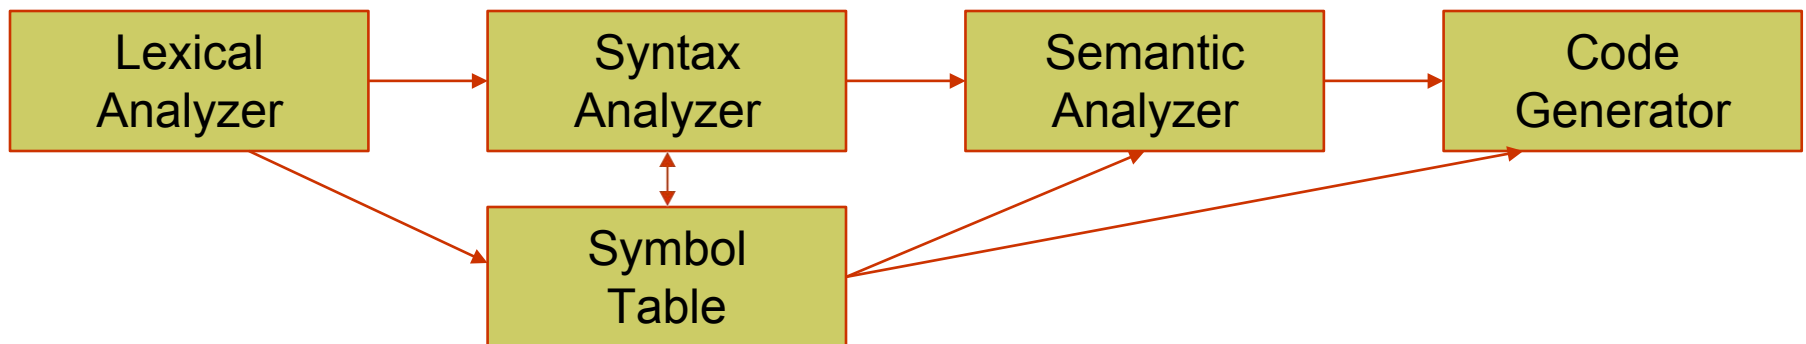 Lexical
Analyzer
Syntax
Analyzer
Semantic
Analyzer
Code
Generator
Symbol
Table